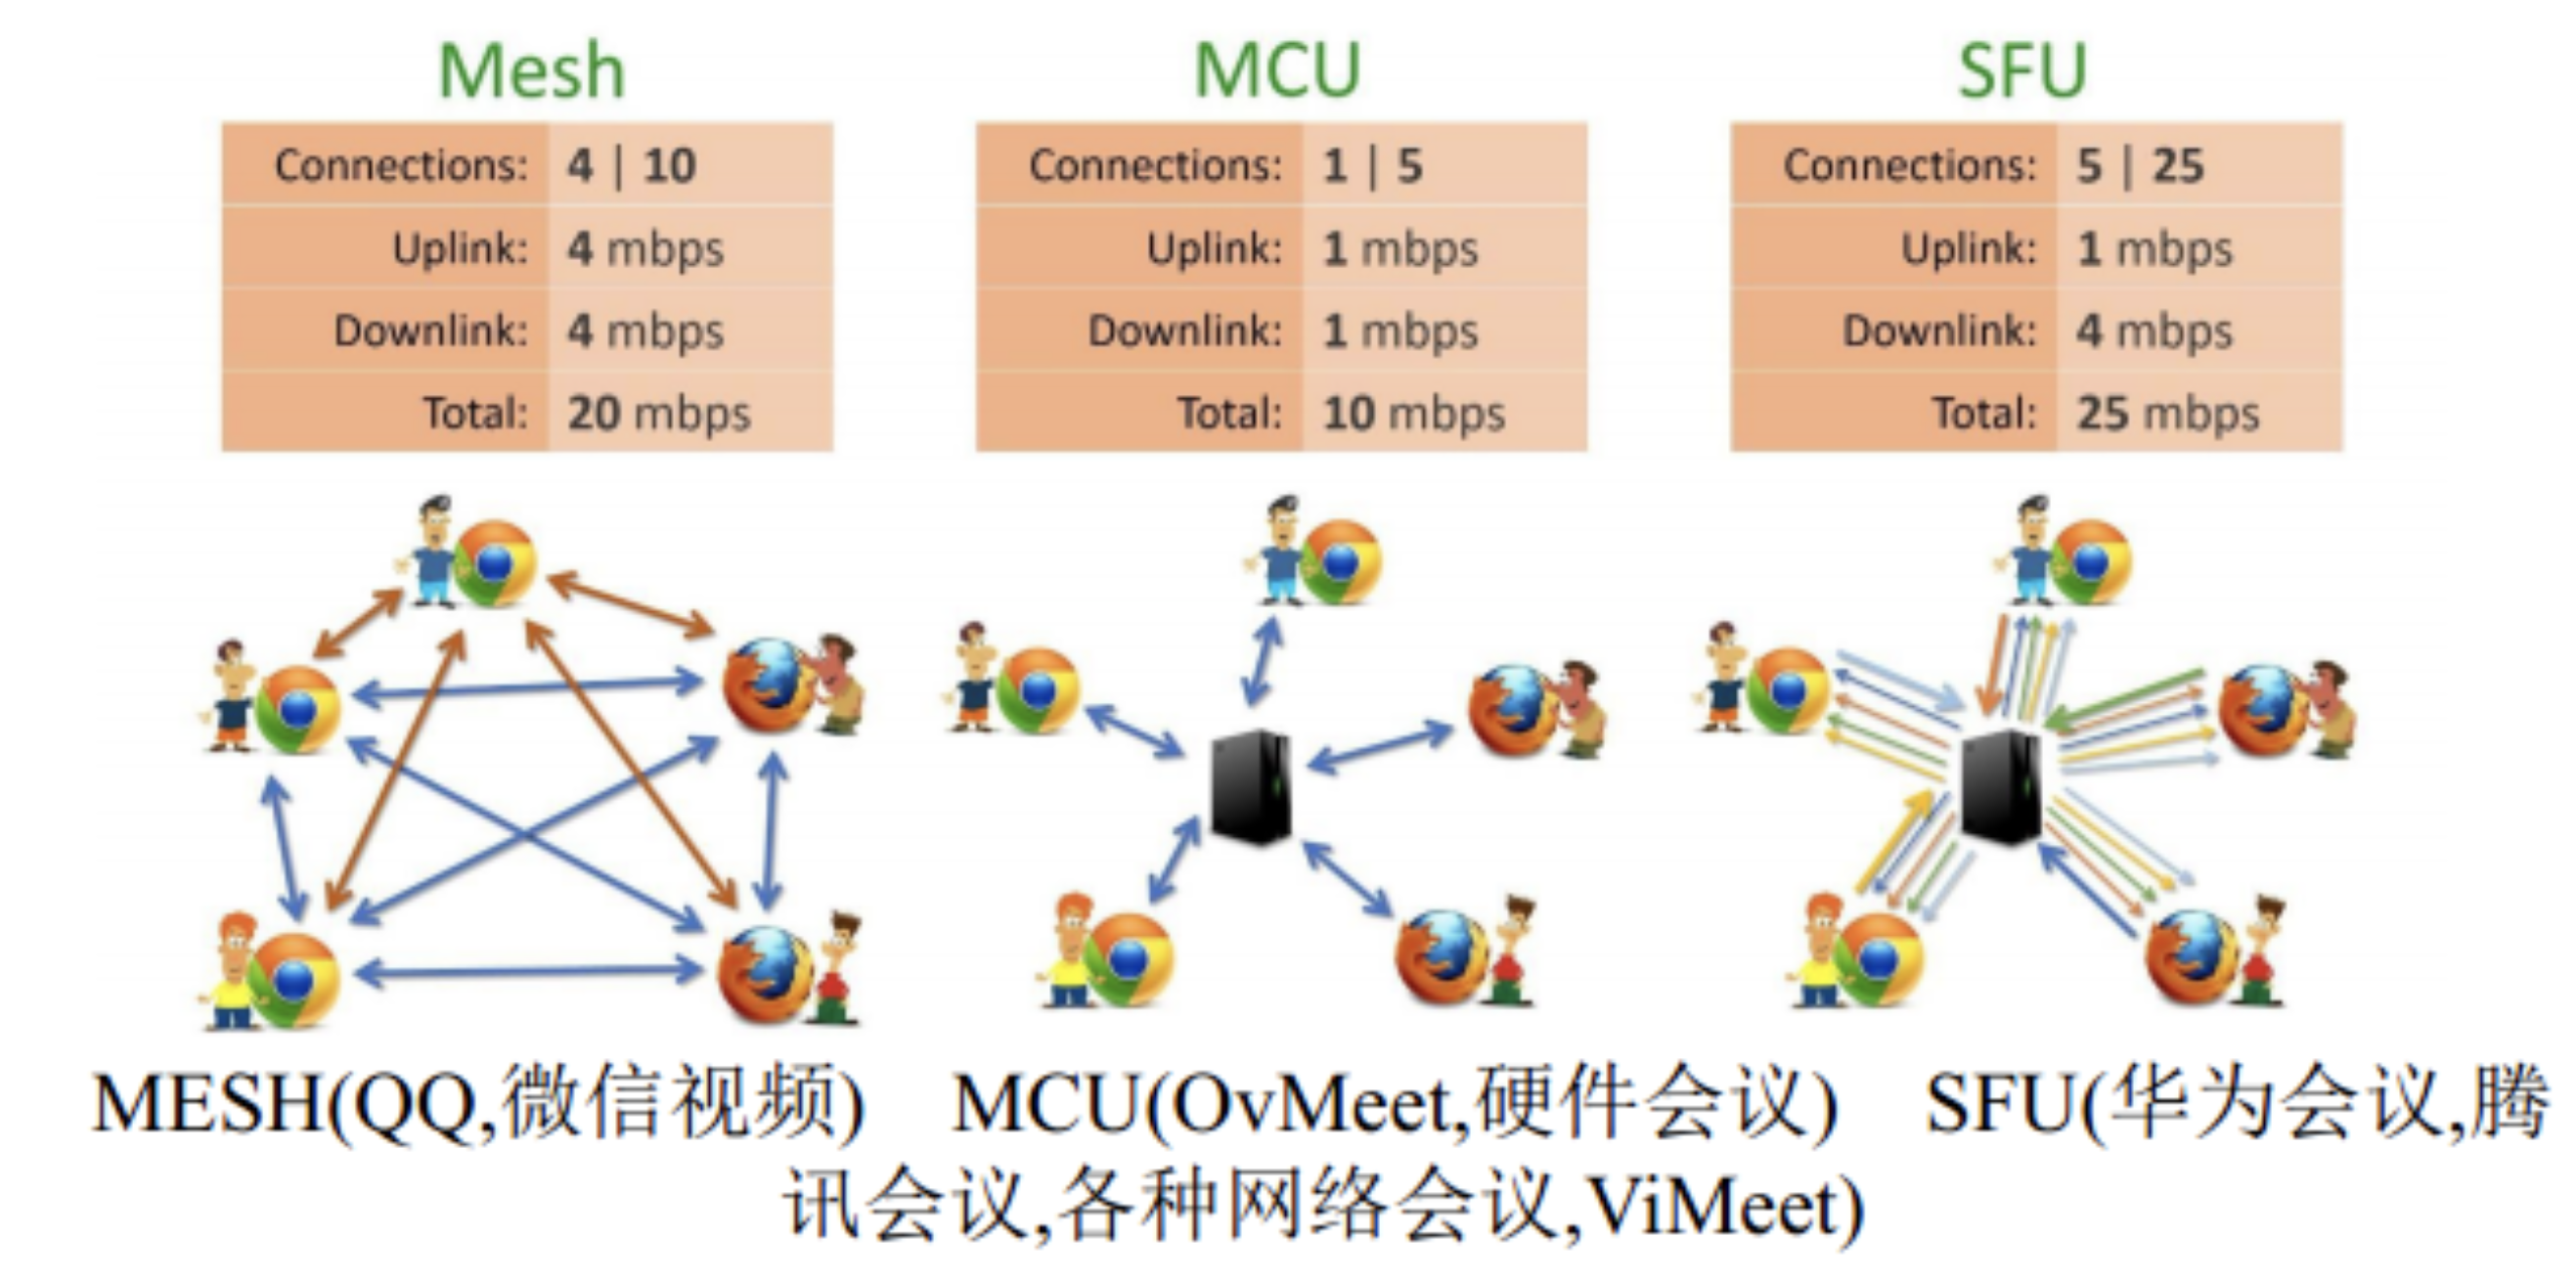 Mesh MCU SFU
Connections: 4 | 10 Connections: 1 | 5 Connections: 5 | 25
Uplink: 4 mbps Uplink: 1 mbps Uplink: 1 mbps
Downlink: 4 mbps Downlink: 1 mbps Downlink: 4 mbps
Total: 20 mbps Total: 10 mbps Total: 25 mbps
MESH(QQ,微信视频) MCU(OvMeet,硬件会议) SFU(华为会议,腾
讯会议,各种网络会议,ViMeet)